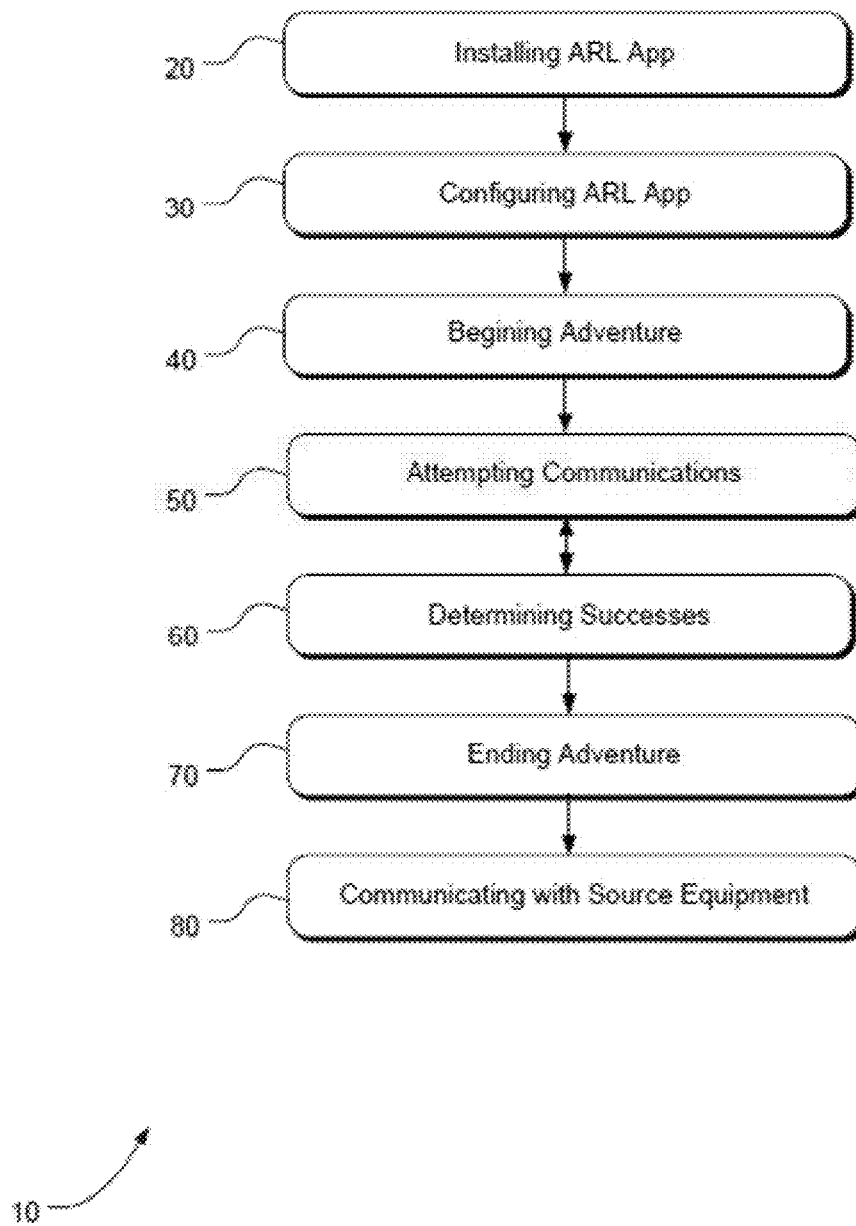 Installing ARL App
20
Configuring ARL App
30
Begining Adventure
40
Attempting Communications
50
Determining Successes
60
Ending Adventure
70
Communicating with Source Equipment
80
10